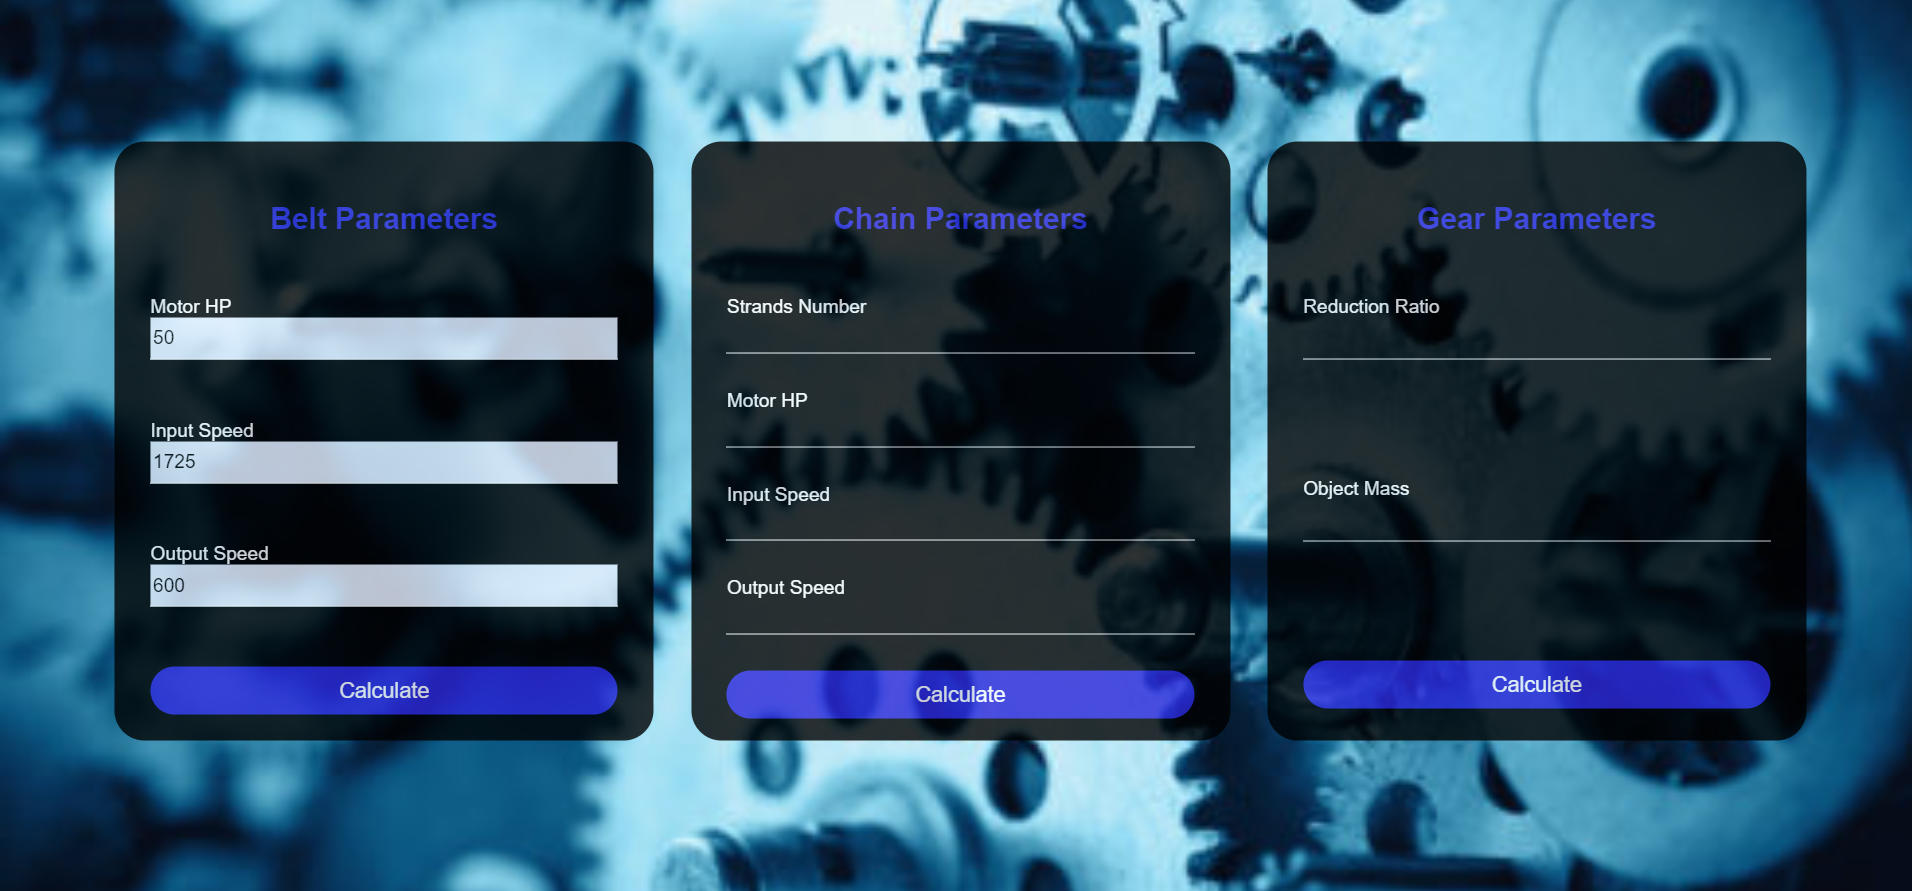 Belt Parameters
Motor HP
50
Input Speed
1725
Output Speed
600
Calculate
Chain Parameters
Strands Number
Motor HP
Input Speed
Output Speed
Calculate
Gear Parameters
Reduction Ratio
Object Mass
Calculate